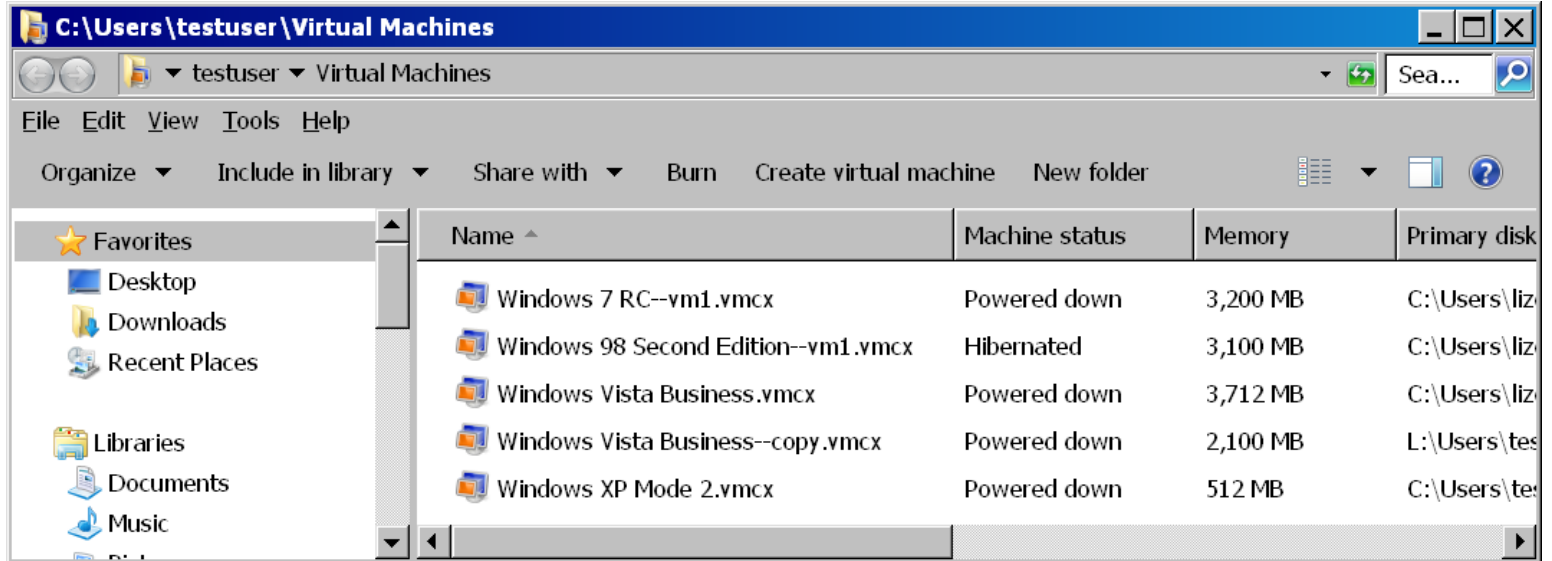 C:\Users\testuser\Virtual Machines
testuser Virtual Machines Sea...
File Edit View Tools Help
Organize Include in library Share with Burn Create virtual machine New folder
Favorites
Desktop
Downloads
Recent Places
Libraries
Documents
Music
Name Machine status Memory Primary disk
Windows 7 RC--vm1.vmcx Powered down 3,200 MB C:\Users\liz
Windows 98 Second Edition--vm1.vmcx Hibernated 3,100 MB C:\Users\liz
Windows Vista Business.vmcx Powered down 3,712 MB C:\Users\liz
Windows Vista Business--copy.vmcx Powered down 2,100 MB L:\Users\tes
Windows XP Mode 2.vmcx Powered down 512 MB C:\Users\tes